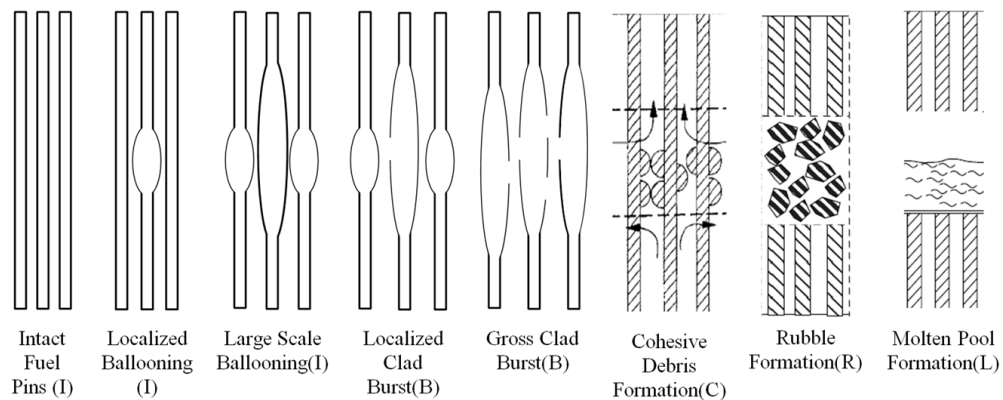 Intact
Fuel
Pins (I)
Localized
Ballooning
(I)
Large Scale
Ballooning(I)
Localized
Clad
Burst(B)
Gross Clad
Burst(B)
Cohesive
Debris
Formation(C)
Rubble
Formation(R)
Molten Pool
Formation(L)